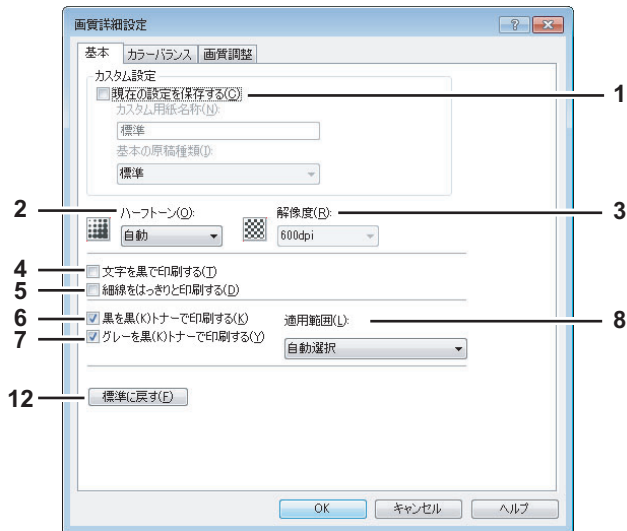 画質詳細設定
基本 カラーバランス 画質調整
カスタム設定
現在の設定を保存する(C) 1
カスタム用紙名称(N):
標準
基本の原稿種類(I):
標準
2 ハーフトーン(O): 解像度(R): 3
自動 600dpi
4 文字を黒で印刷する(T)
5 細線をはっきりと印刷する(D)
6 黒を黒(K)トナーで印刷する(K) 適用範囲(L): 8
7 グレーを黒(K)トナーで印刷する(Y)
自動選択
12 標準に戻す(F)
OK キャンセル ヘルプ